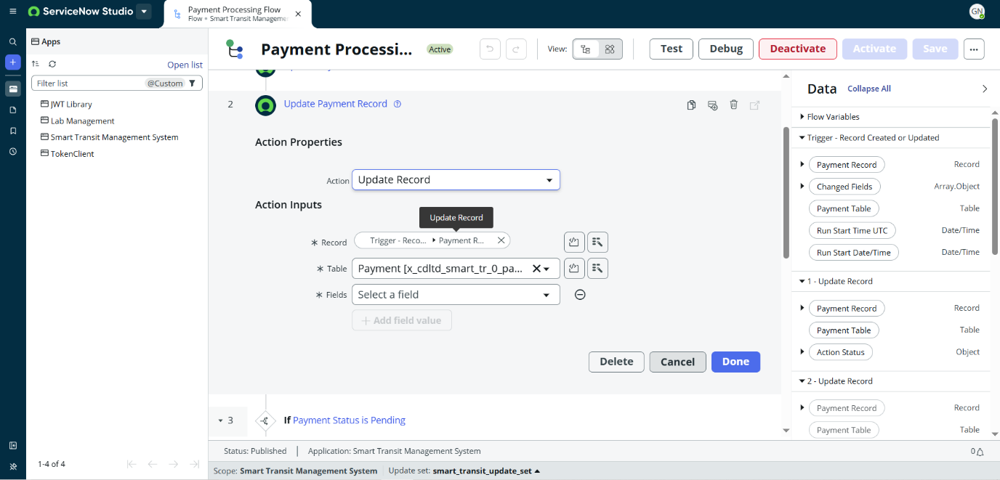 ServiceNow Studio
Payment Processing Flow
Flow • Smart Transit Manageme
GN
Apps
Open list
Filter list
@Custom
JWT Library
Lab Management
Smart Transit Management System
TokenClient
1-4 of 4
Payment Processi...
Active
View:
Test
Debug
Deactivate
Activate
Save
2
Update Payment Record
Action Properties
Action
Update Record
Action Inputs
Update Record
* Record
Trigger - Reco...
Payment R...
* Table
Payment [x_cdltd_smart_tr_0_pa...
* Fields
Select a field
+ Add field value
Delete
Cancel
Done
3
If Payment Status is Pending
Data
Collapse All
Flow Variables
Trigger - Record Created or Updated
Payment Record
Record
Changed Fields
Array.Object
Payment Table
Table
Run Start Time UTC
Date/Time
Run Start Date/Time
Date/Time
1 - Update Record
Payment Record
Record
Payment Table
Table
Action Status
Object
2 - Update Record
Payment Record
Record
Payment Table
Table
Status: Published
Application: Smart Transit Management System
0
Scope: Smart Transit Management System
Update set: smart_transit_update_set